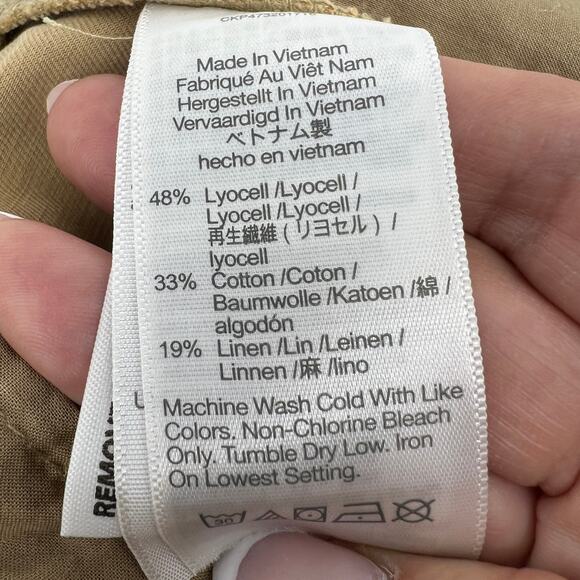 Made In Vietnam
Fabriqué Au Viêt Nam
Hergestellt In Vietnam
Vervaardigd In Vietnam
ベトナム製
hecho en vietnam
48% Lyocell /Lyocell /
Lyocell /Lyocell /
再生繊維 ( リヨセル ) /
lyocell
33% Cotton /Coton /
Baumwolle /Katoen /綿 /
algodón
19% Linen /Lin /Leinen /
Linnen /麻 /lino
Machine Wash Cold With Like
Colors. Non-Chlorine Bleach
Only. Tumble Dry Low. Iron
On Lowest Setting.
30